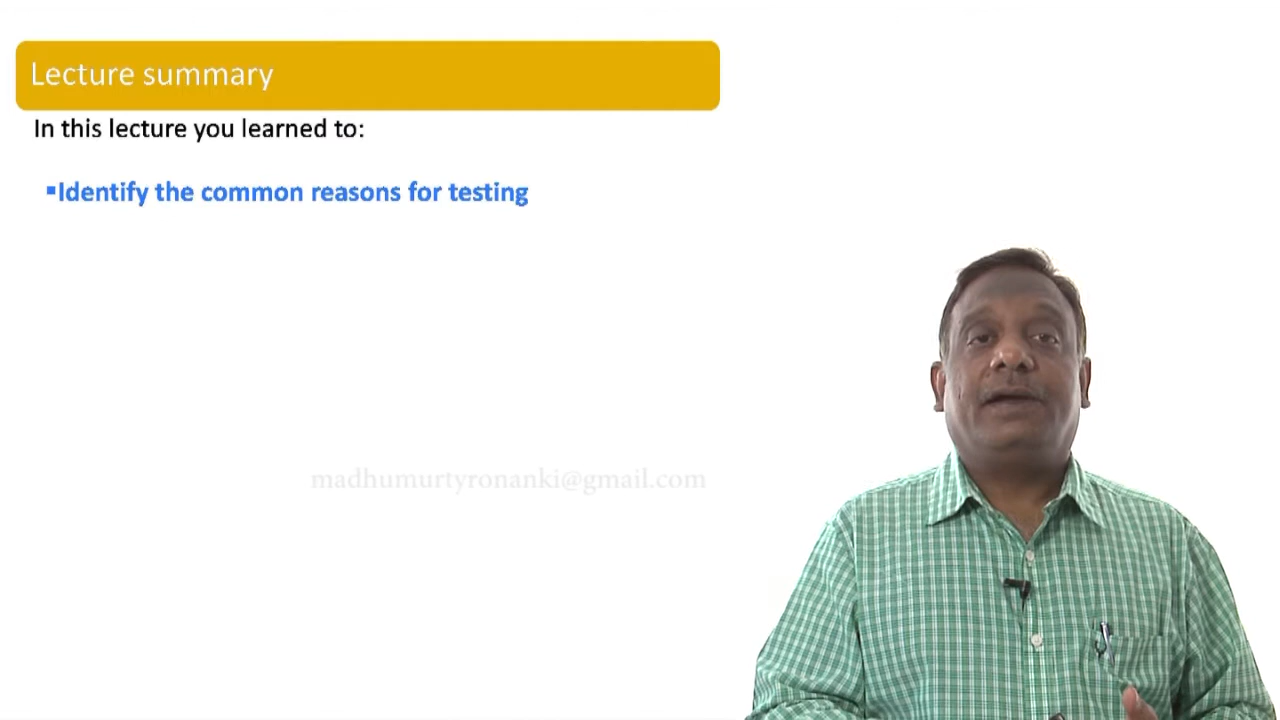 Lecture summary
In this lecture you learned to:
▪Identify the common reasons for testing
madhumurtyronanki@gmail.com